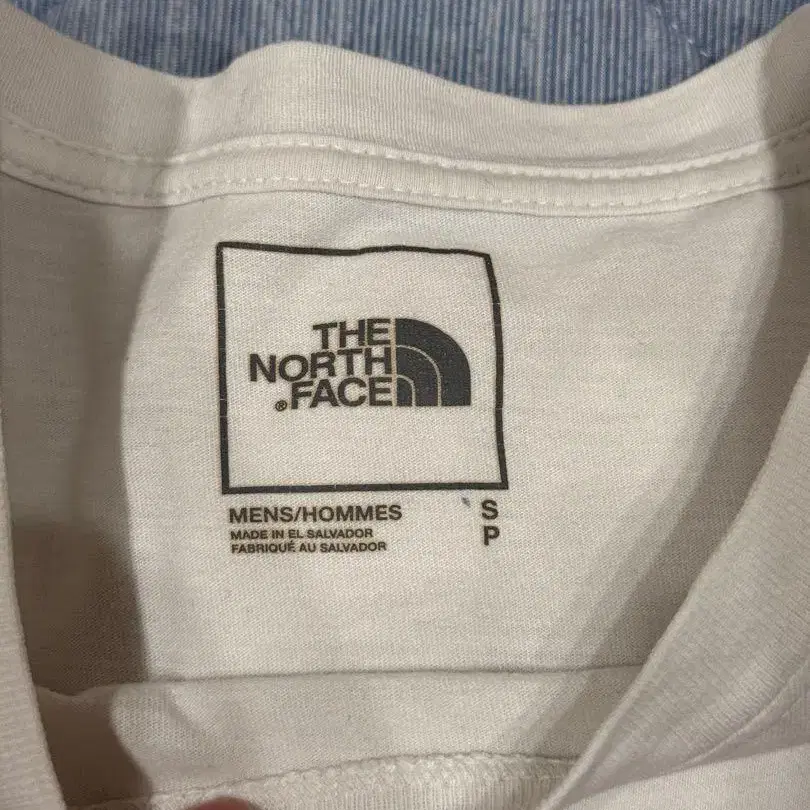 THE
NORTH
®FACE
MENS/HOMMES S
MADE IN EL SALVADOR P
FABRIQUÉ AU SALVADOR